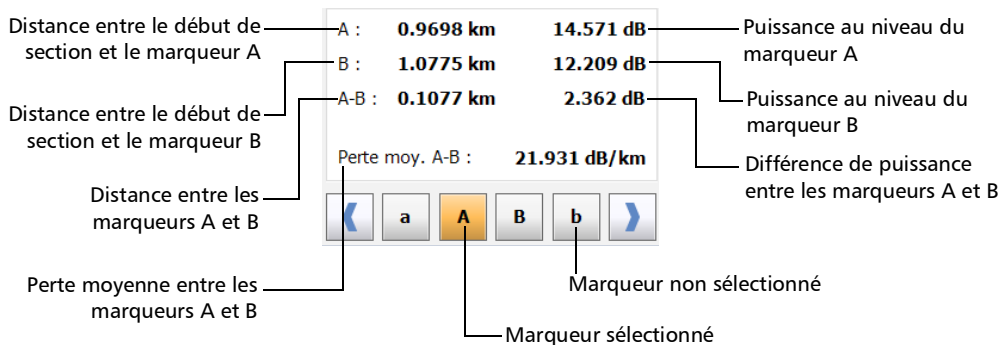 Distance entre le début de
section et le marqueur A
Distance entre le début de
section et le marqueur B
Distance entre les
marqueurs A et B
Perte moyenne entre les
marqueurs A et B
A : 0.9698 km 14.571 dB
B : 1.0775 km 12.209 dB
A-B : 0.1077 km 2.362 dB
Perte moy. A-B : 21.931 dB/km
a A B b
Puissance au niveau du
marqueur A
Puissance au niveau du
marqueur B
Différence de puissance
entre les marqueurs A et B
Marqueur non sélectionné
Marqueur sélectionné